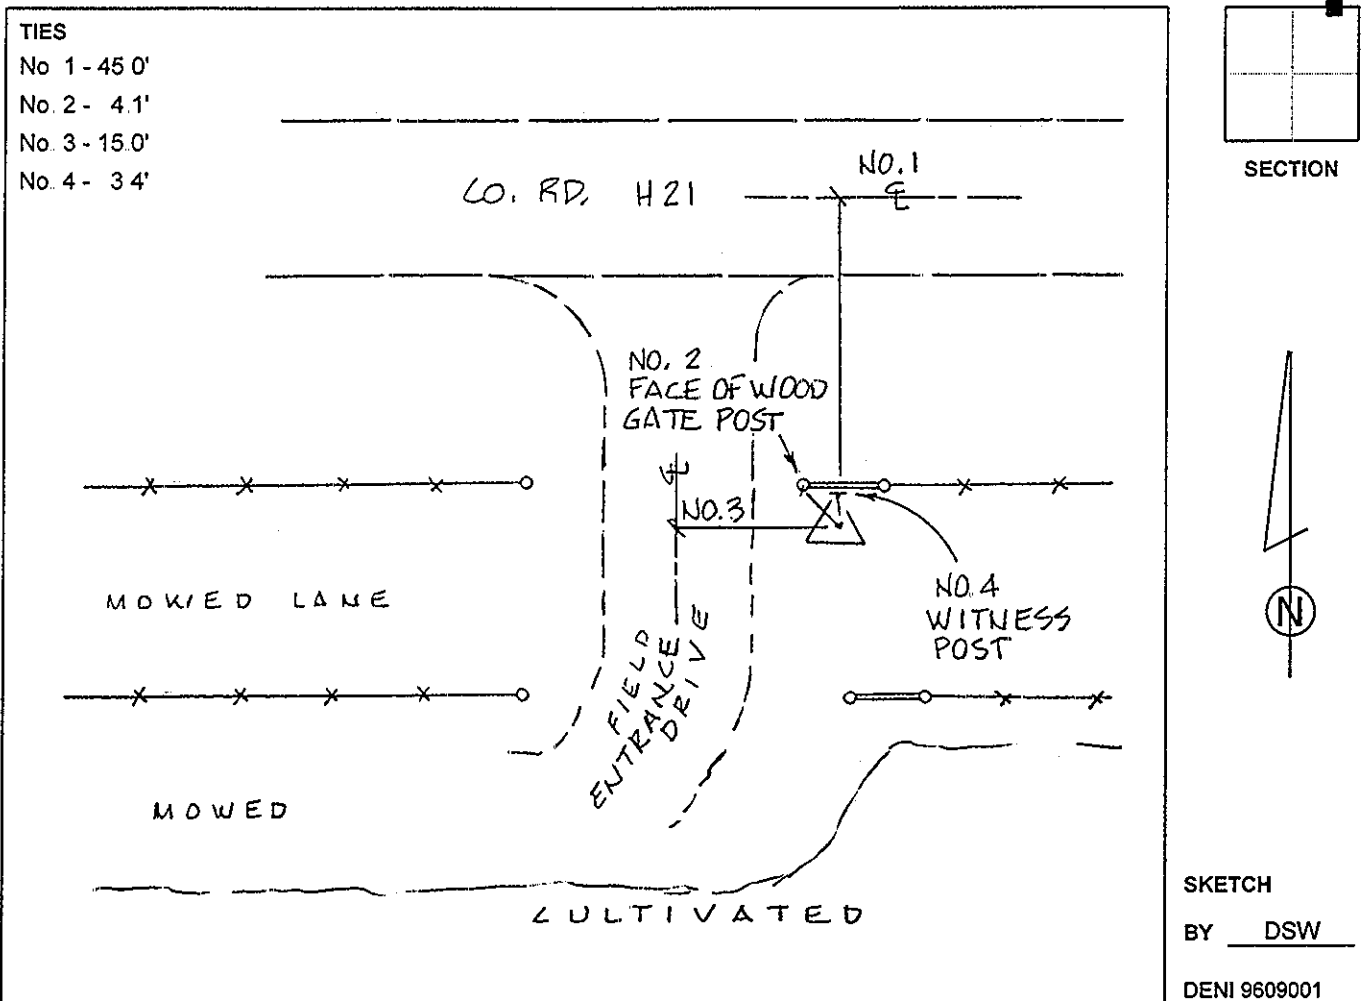 TIES
No 1 - 45 0'
No. 2 - 4.1'
No. 3 - 15.0'
No. 4 - 3 4'
CO. RD. H21
NO. 1
℄
SECTION
NO. 2
FACE OF WOOD
GATE POST
℄
NO. 3
NO. 4
WITNESS
POST
MOWED LANE
N
FIELD
ENTRANCE
DRIVE
MOWED
CULTIVATED
SKETCH
BY DSW
DENI 9609001